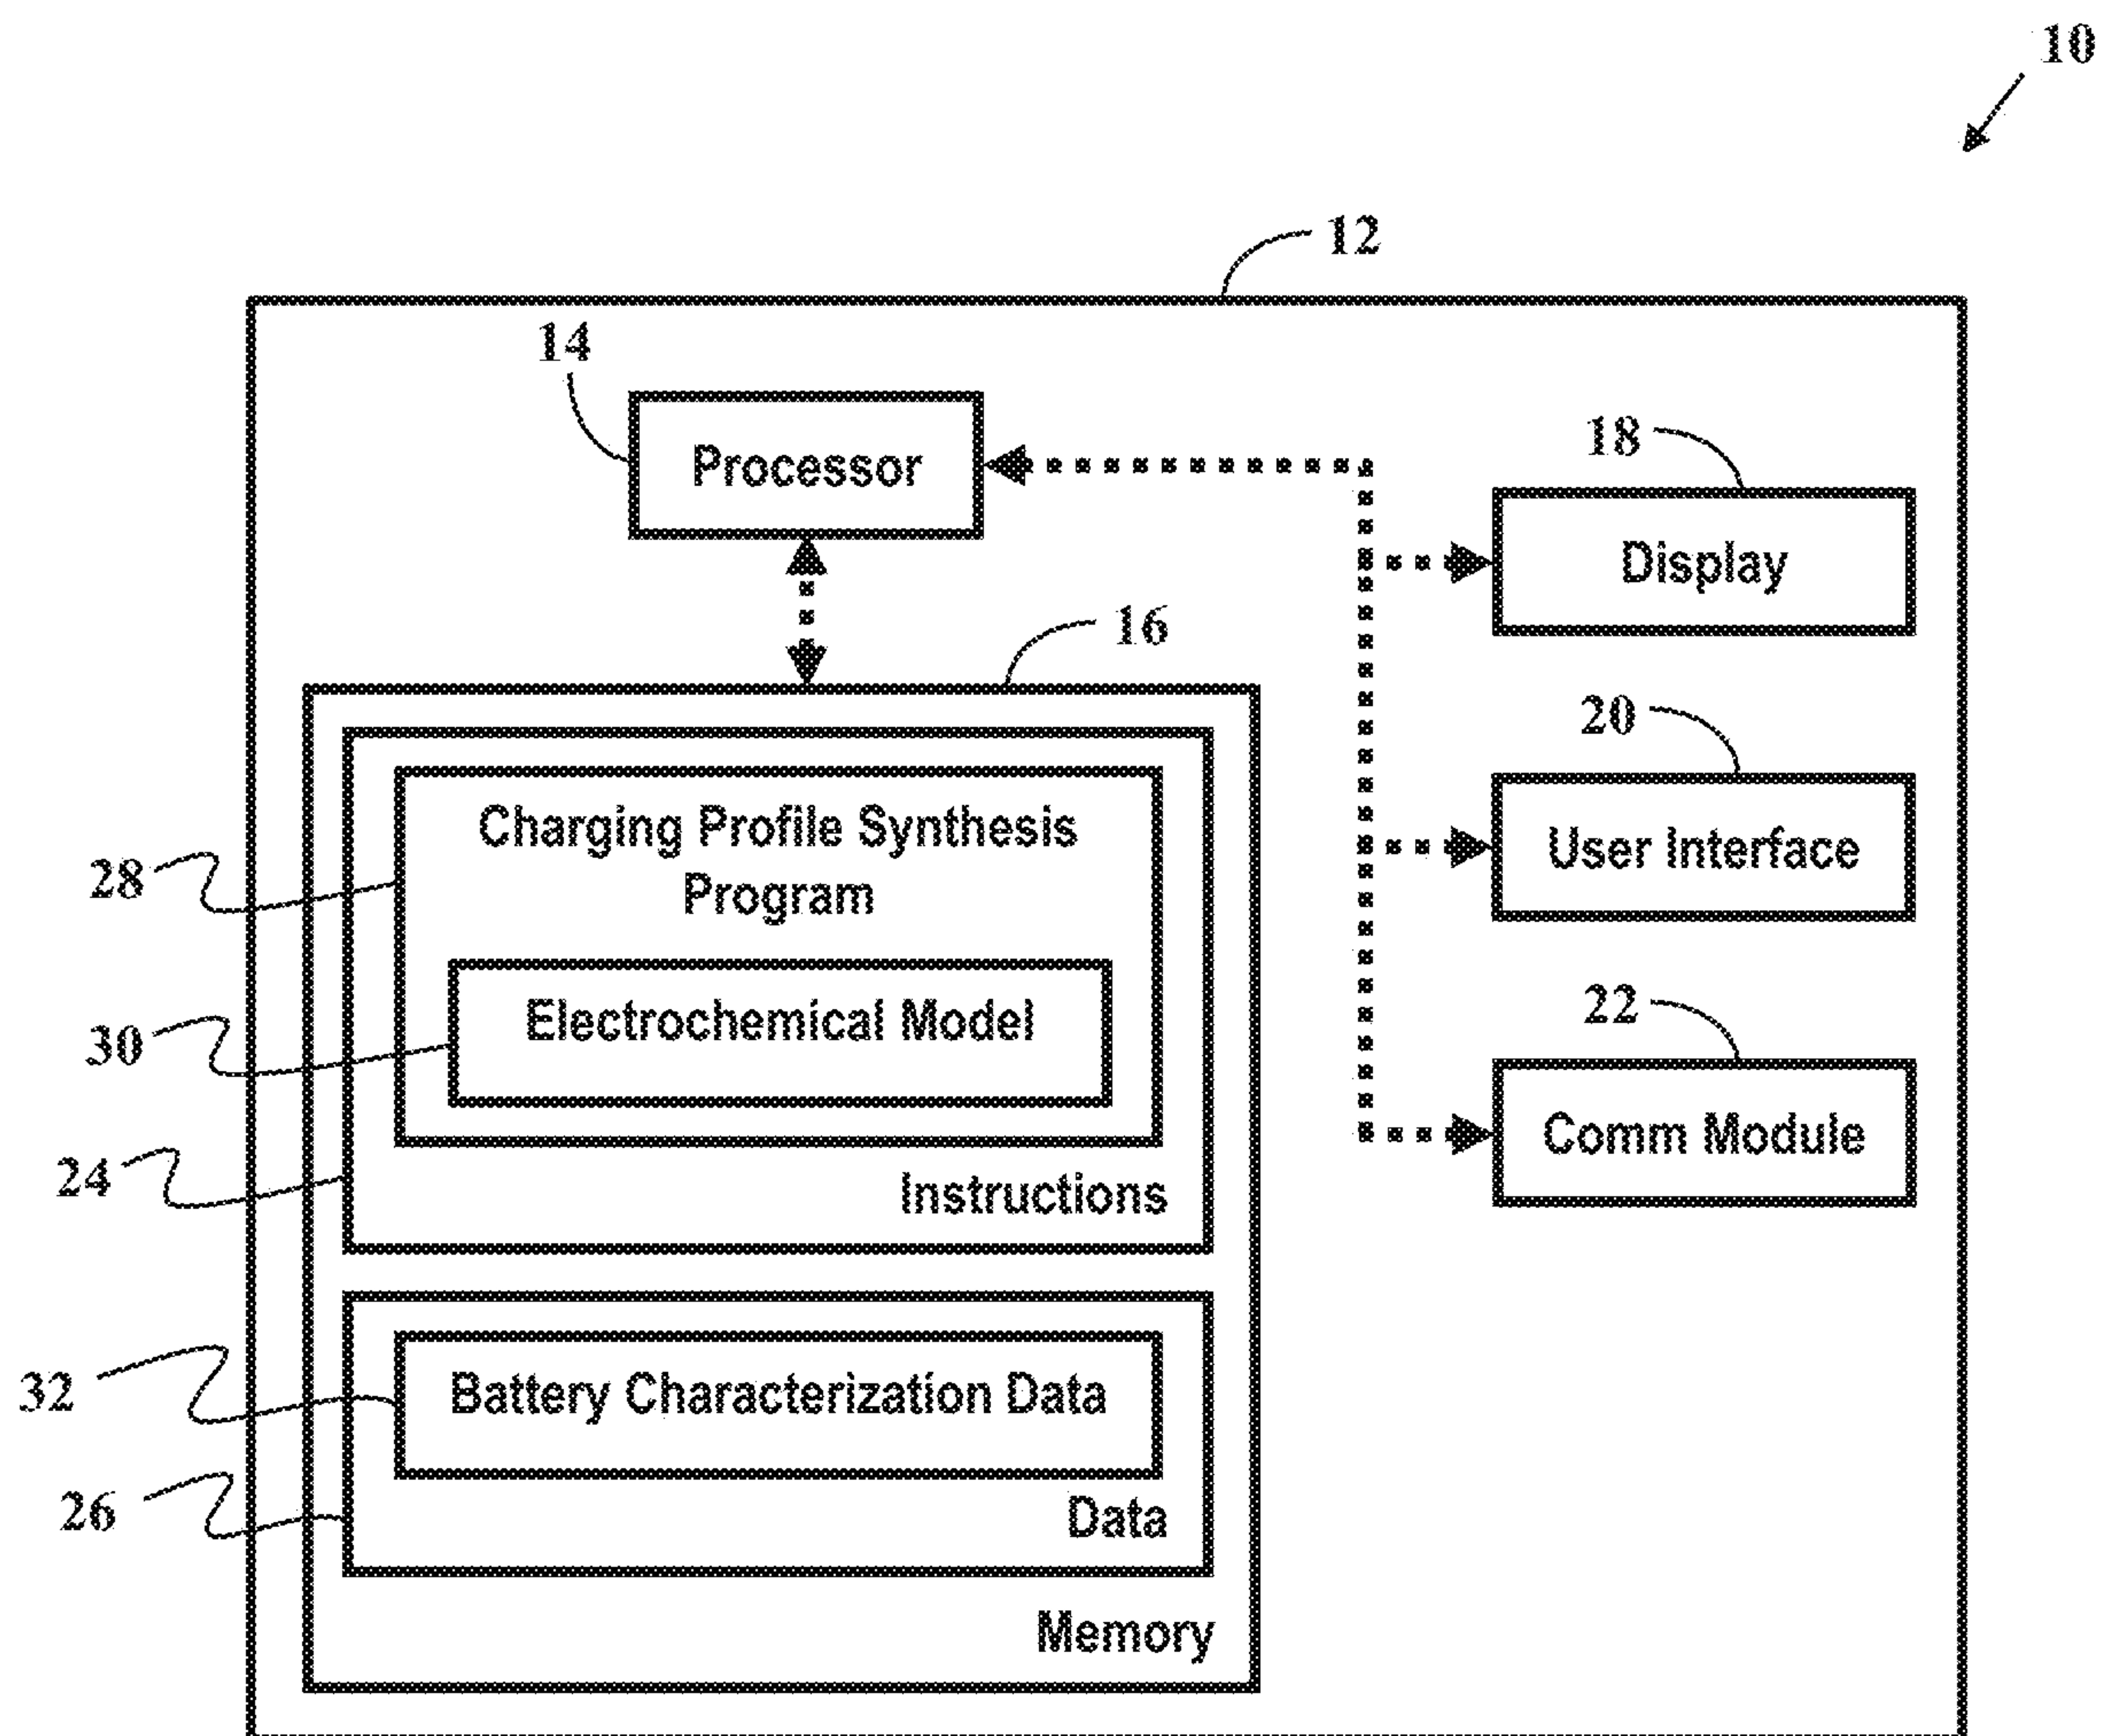 10
12
14
Processor
18
Display
16
20
Charging Profile Synthesis
Program
User Interface
28
22
Electrochemical Model
30
Comm Module
24
Instructions
32
Battery Characterization Data
26
Data
Memory